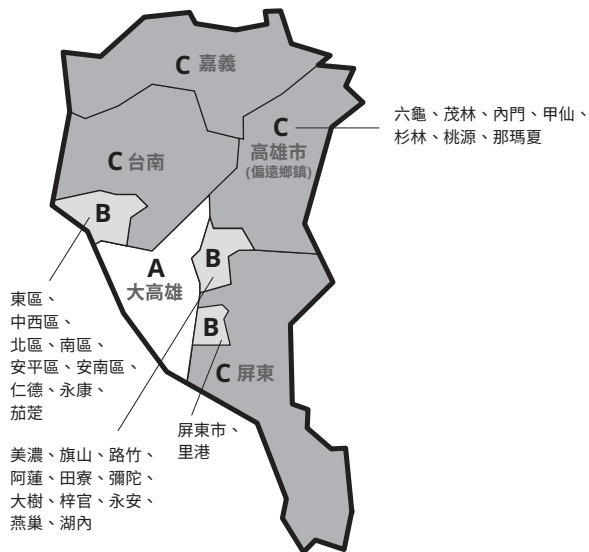 C 嘉義
C
高雄市
(偏遠鄉鎮)
六龜、茂林、內門、甲仙、
杉林、桃源、那瑪夏
C 台南
B
A
大高雄
B
B
C 屏東
東區、
中西區、
北區、南區、
安平區、安南區、
仁德、永康、
茄萣
美濃、旗山、路竹、
阿蓮、田寮、彌陀、
大樹、梓官、永安、
燕巢、湖內
屏東市、
里港